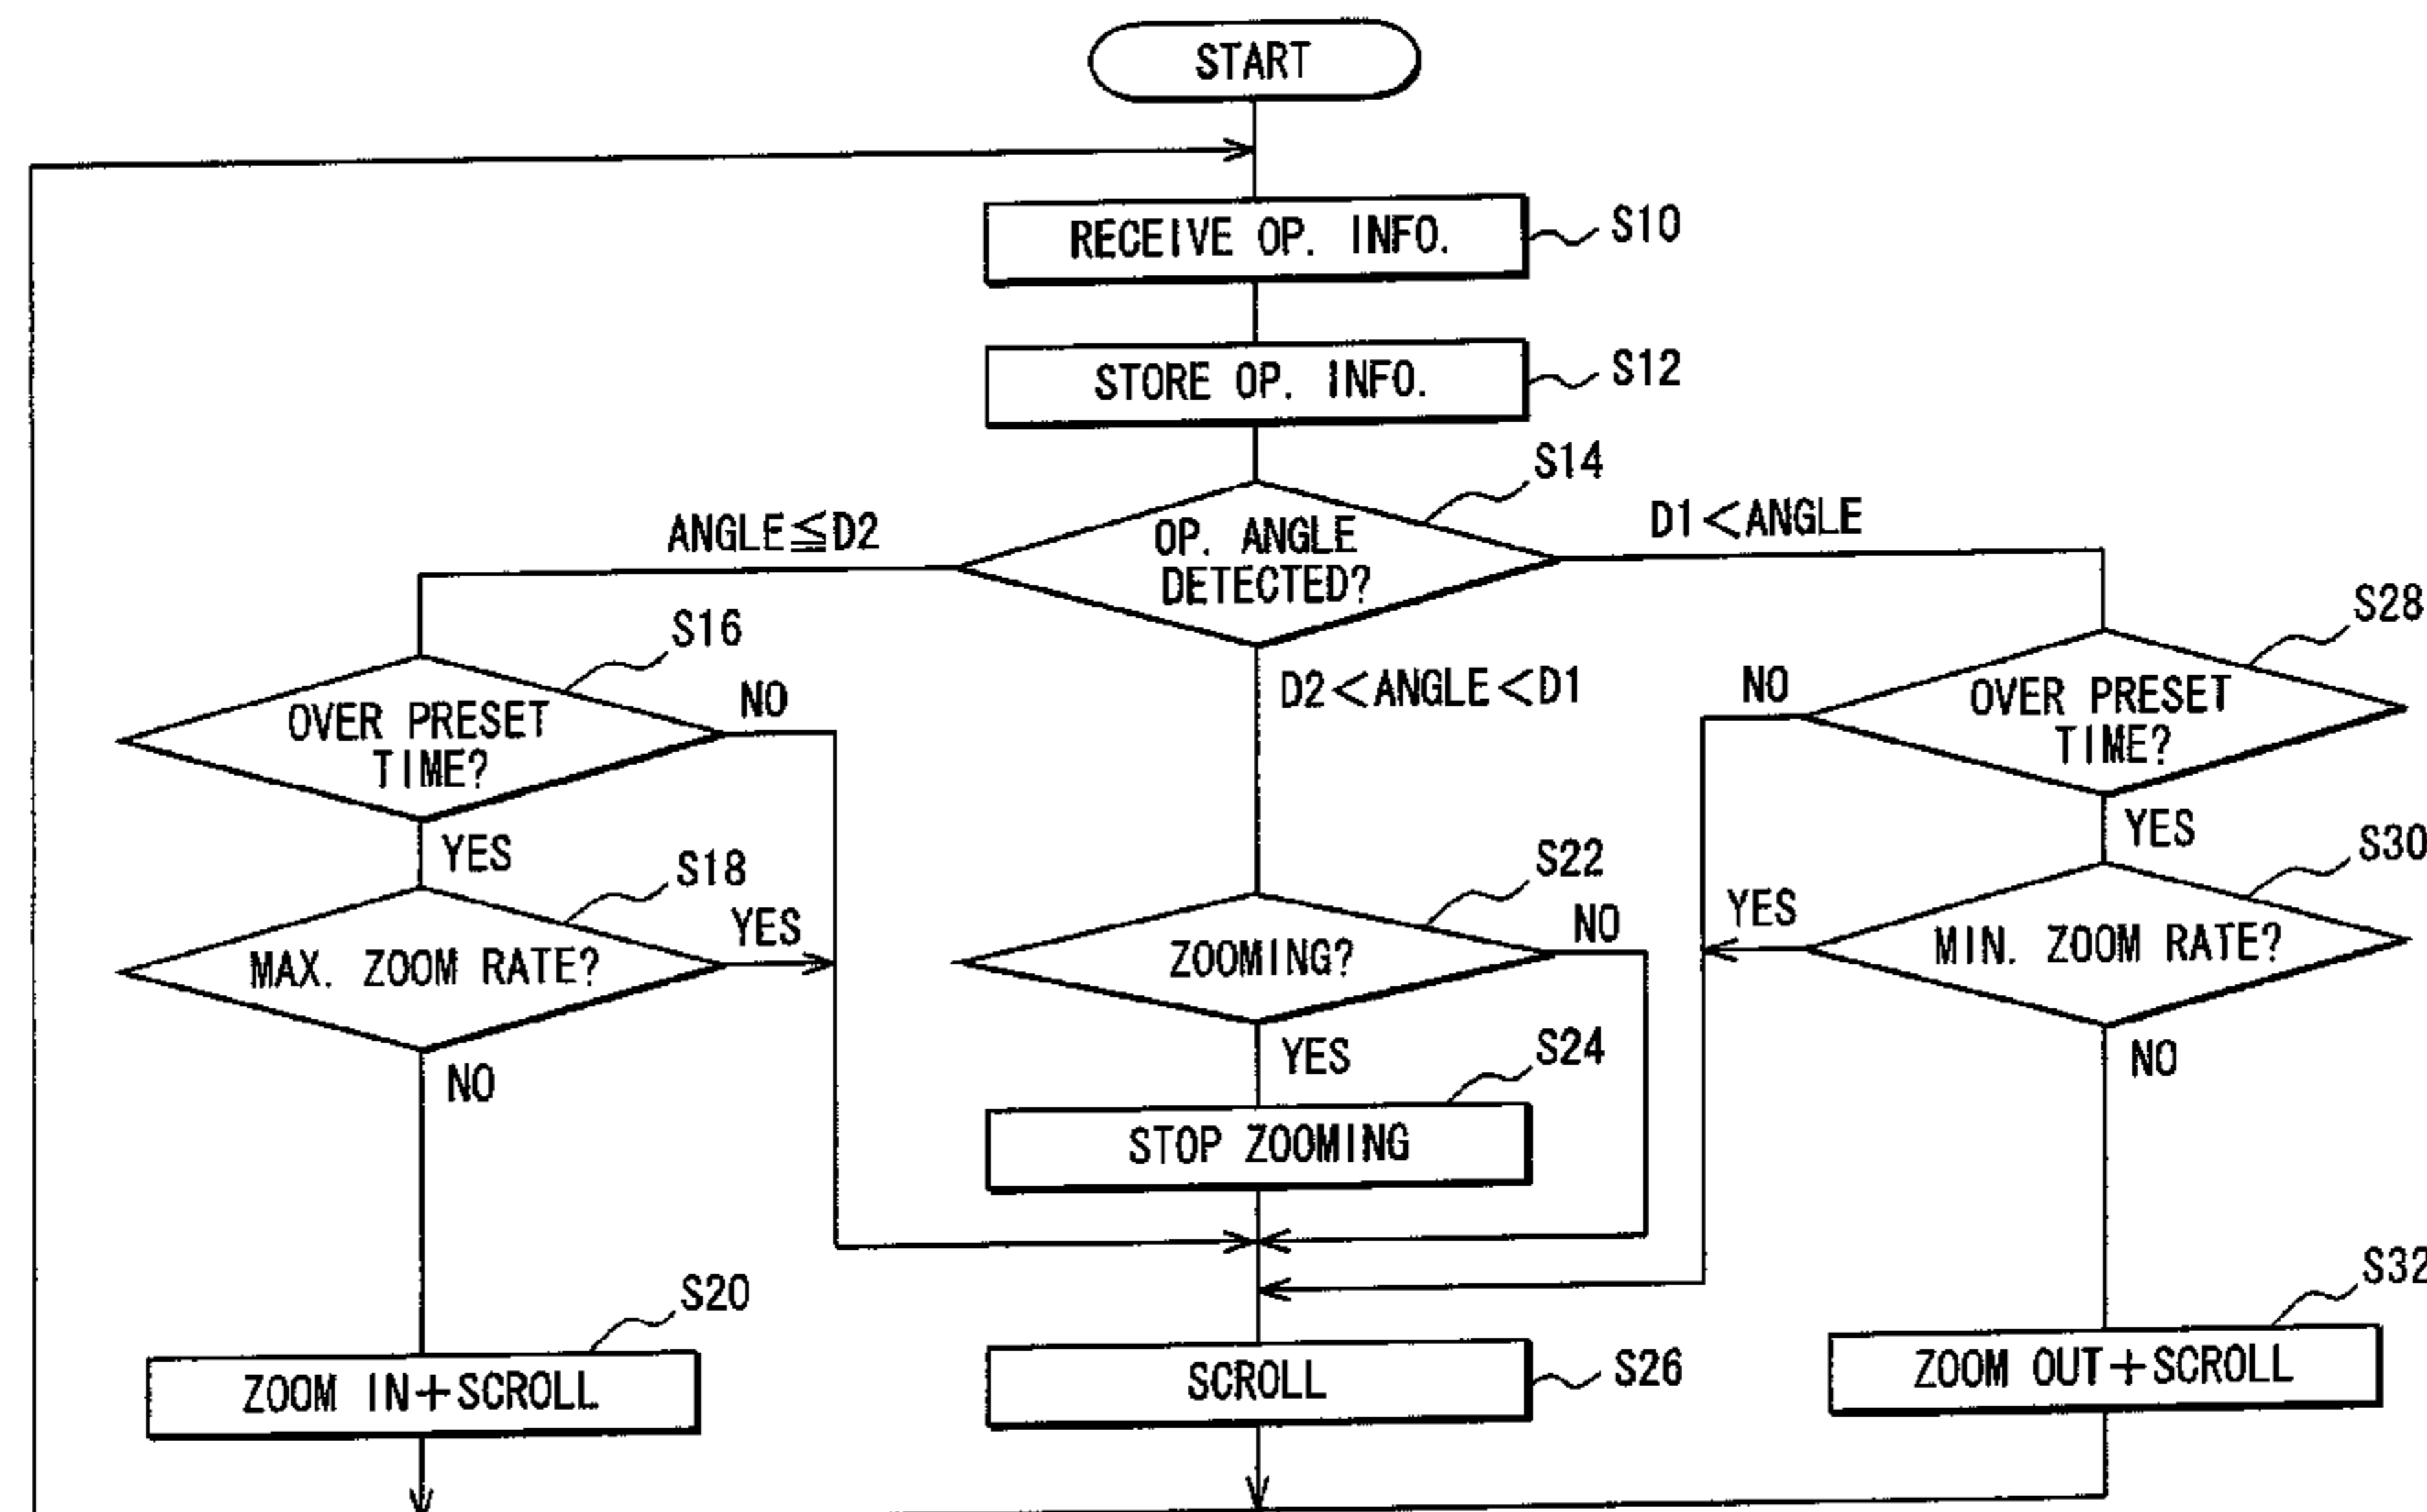 START
RECEIVE OP. INFO.
S10
STORE OP. INFO.
S12
S14
OP. ANGLE
DETECTED?
ANGLE≦D2
D1<ANGLE
D2<ANGLE<D1
S16
OVER PRESET
TIME?
NO
YES
S18
MAX. ZOOM RATE?
YES
NO
S20
ZOOM IN+SCROLL
S22
ZOOMING?
NO
YES
S24
STOP ZOOMING
SCROLL
S26
S28
OVER PRESET
TIME?
NO
YES
S30
MIN. ZOOM RATE?
YES
NO
S32
ZOOM OUT+SCROLL